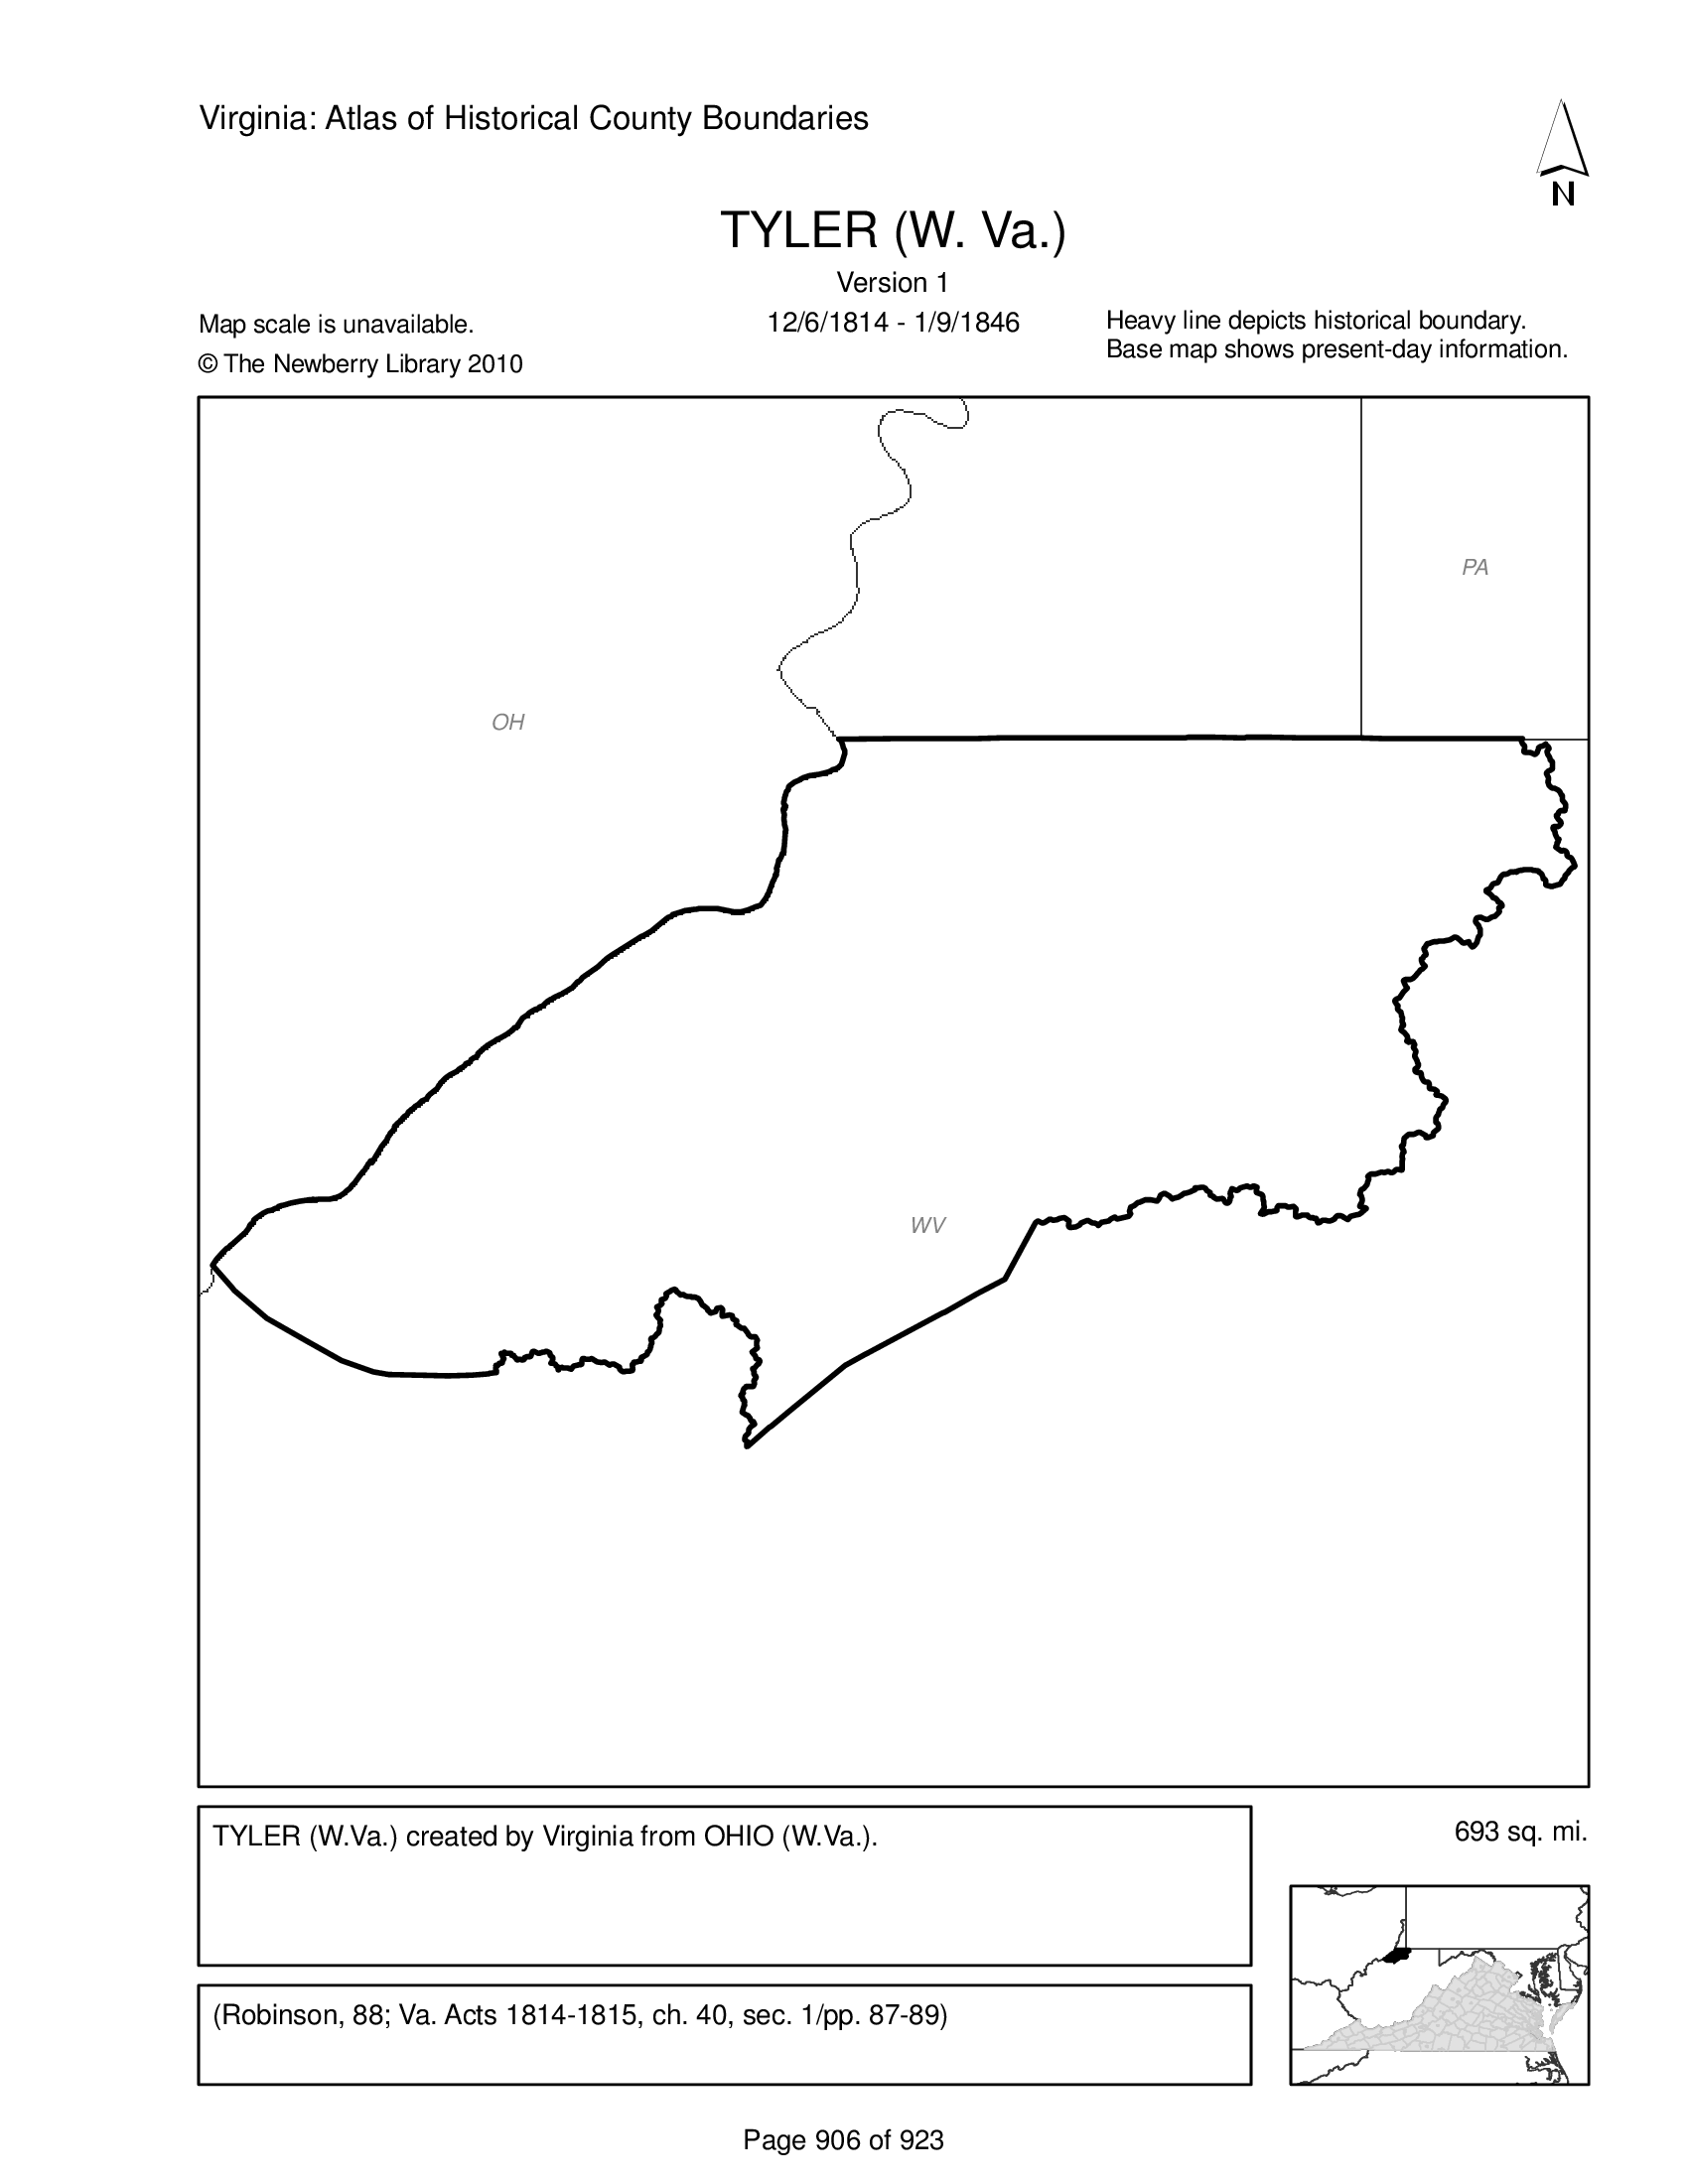 Virginia: Atlas of Historical County Boundaries
N
TYLER (W. Va.)
Version 1
12/6/1814 - 1/9/1846
Map scale is unavailable.
© The Newberry Library 2010
Heavy line depicts historical boundary.
Base map shows present-day information.
PA
OH
WV
TYLER (W.Va.) created by Virginia from OHIO (W.Va.).
693 sq. mi.
(Robinson, 88; Va. Acts 1814-1815, ch. 40, sec. 1/pp. 87-89)
Page 906 of 923